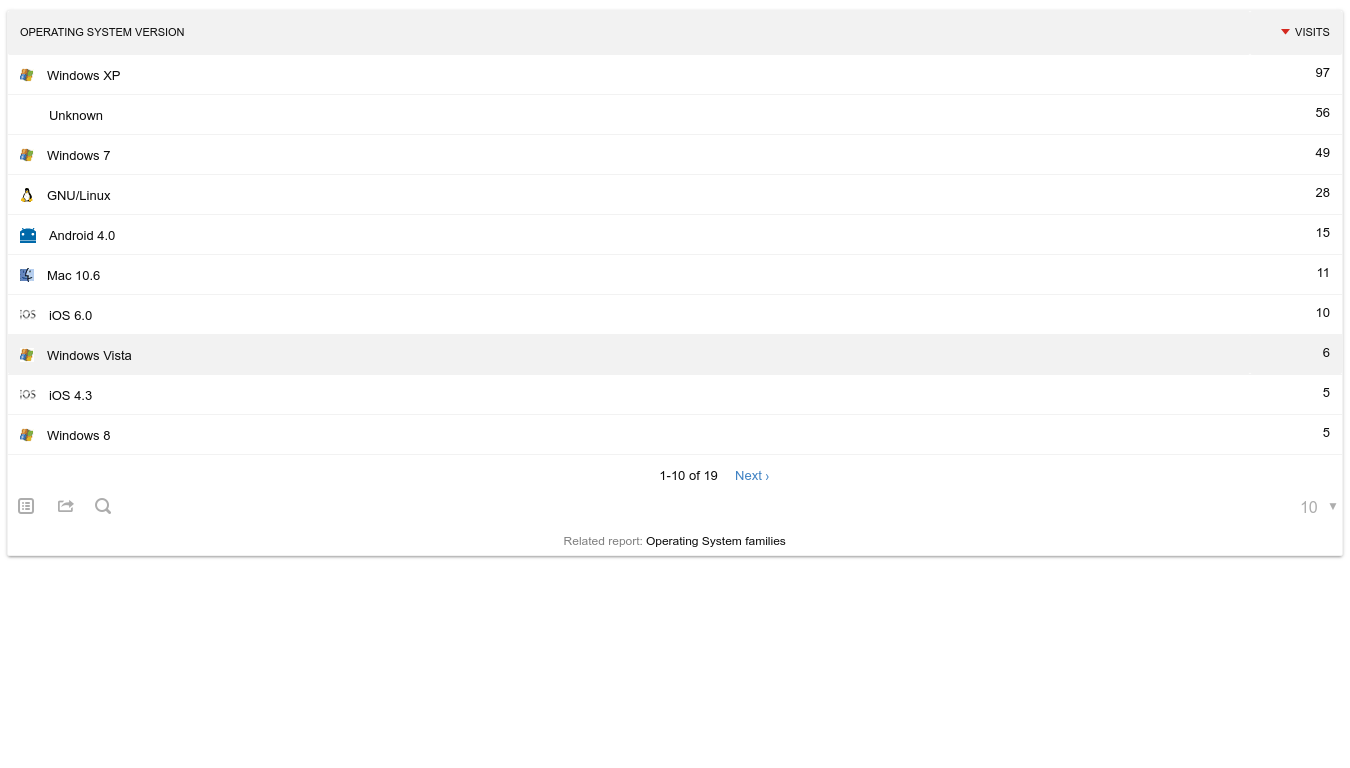 OPERATING SYSTEM VERSION VISITS
Windows XP 97
Unknown 56
Windows 7 49
GNU/Linux 28
Android 4.0 15
Mac 10.6 11
iOS iOS 6.0 10
Windows Vista 6
iOS iOS 4.3 5
Windows 8 5
1-10 of 19 Next ›
10
Related report: Operating System families